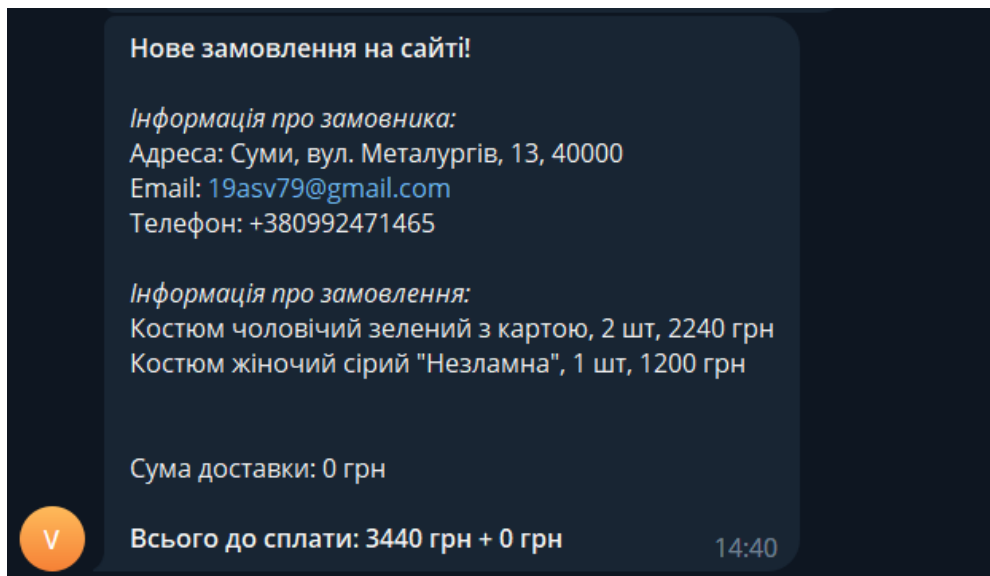 Нове замовлення на сайті!
Інформація про замовника:
Адреса: Суми, вул. Металургів, 13, 40000
Email: 19asv79@gmail.com
Телефон: +380992471465
Інформація про замовлення:
Костюм чоловічий зелений з картою, 2 шт, 2240 грн
Костюм жіночий сірий "Незламна", 1 шт, 1200 грн
Сума доставки: 0 грн
Всього до сплати: 3440 грн + 0 грн
14:40
V